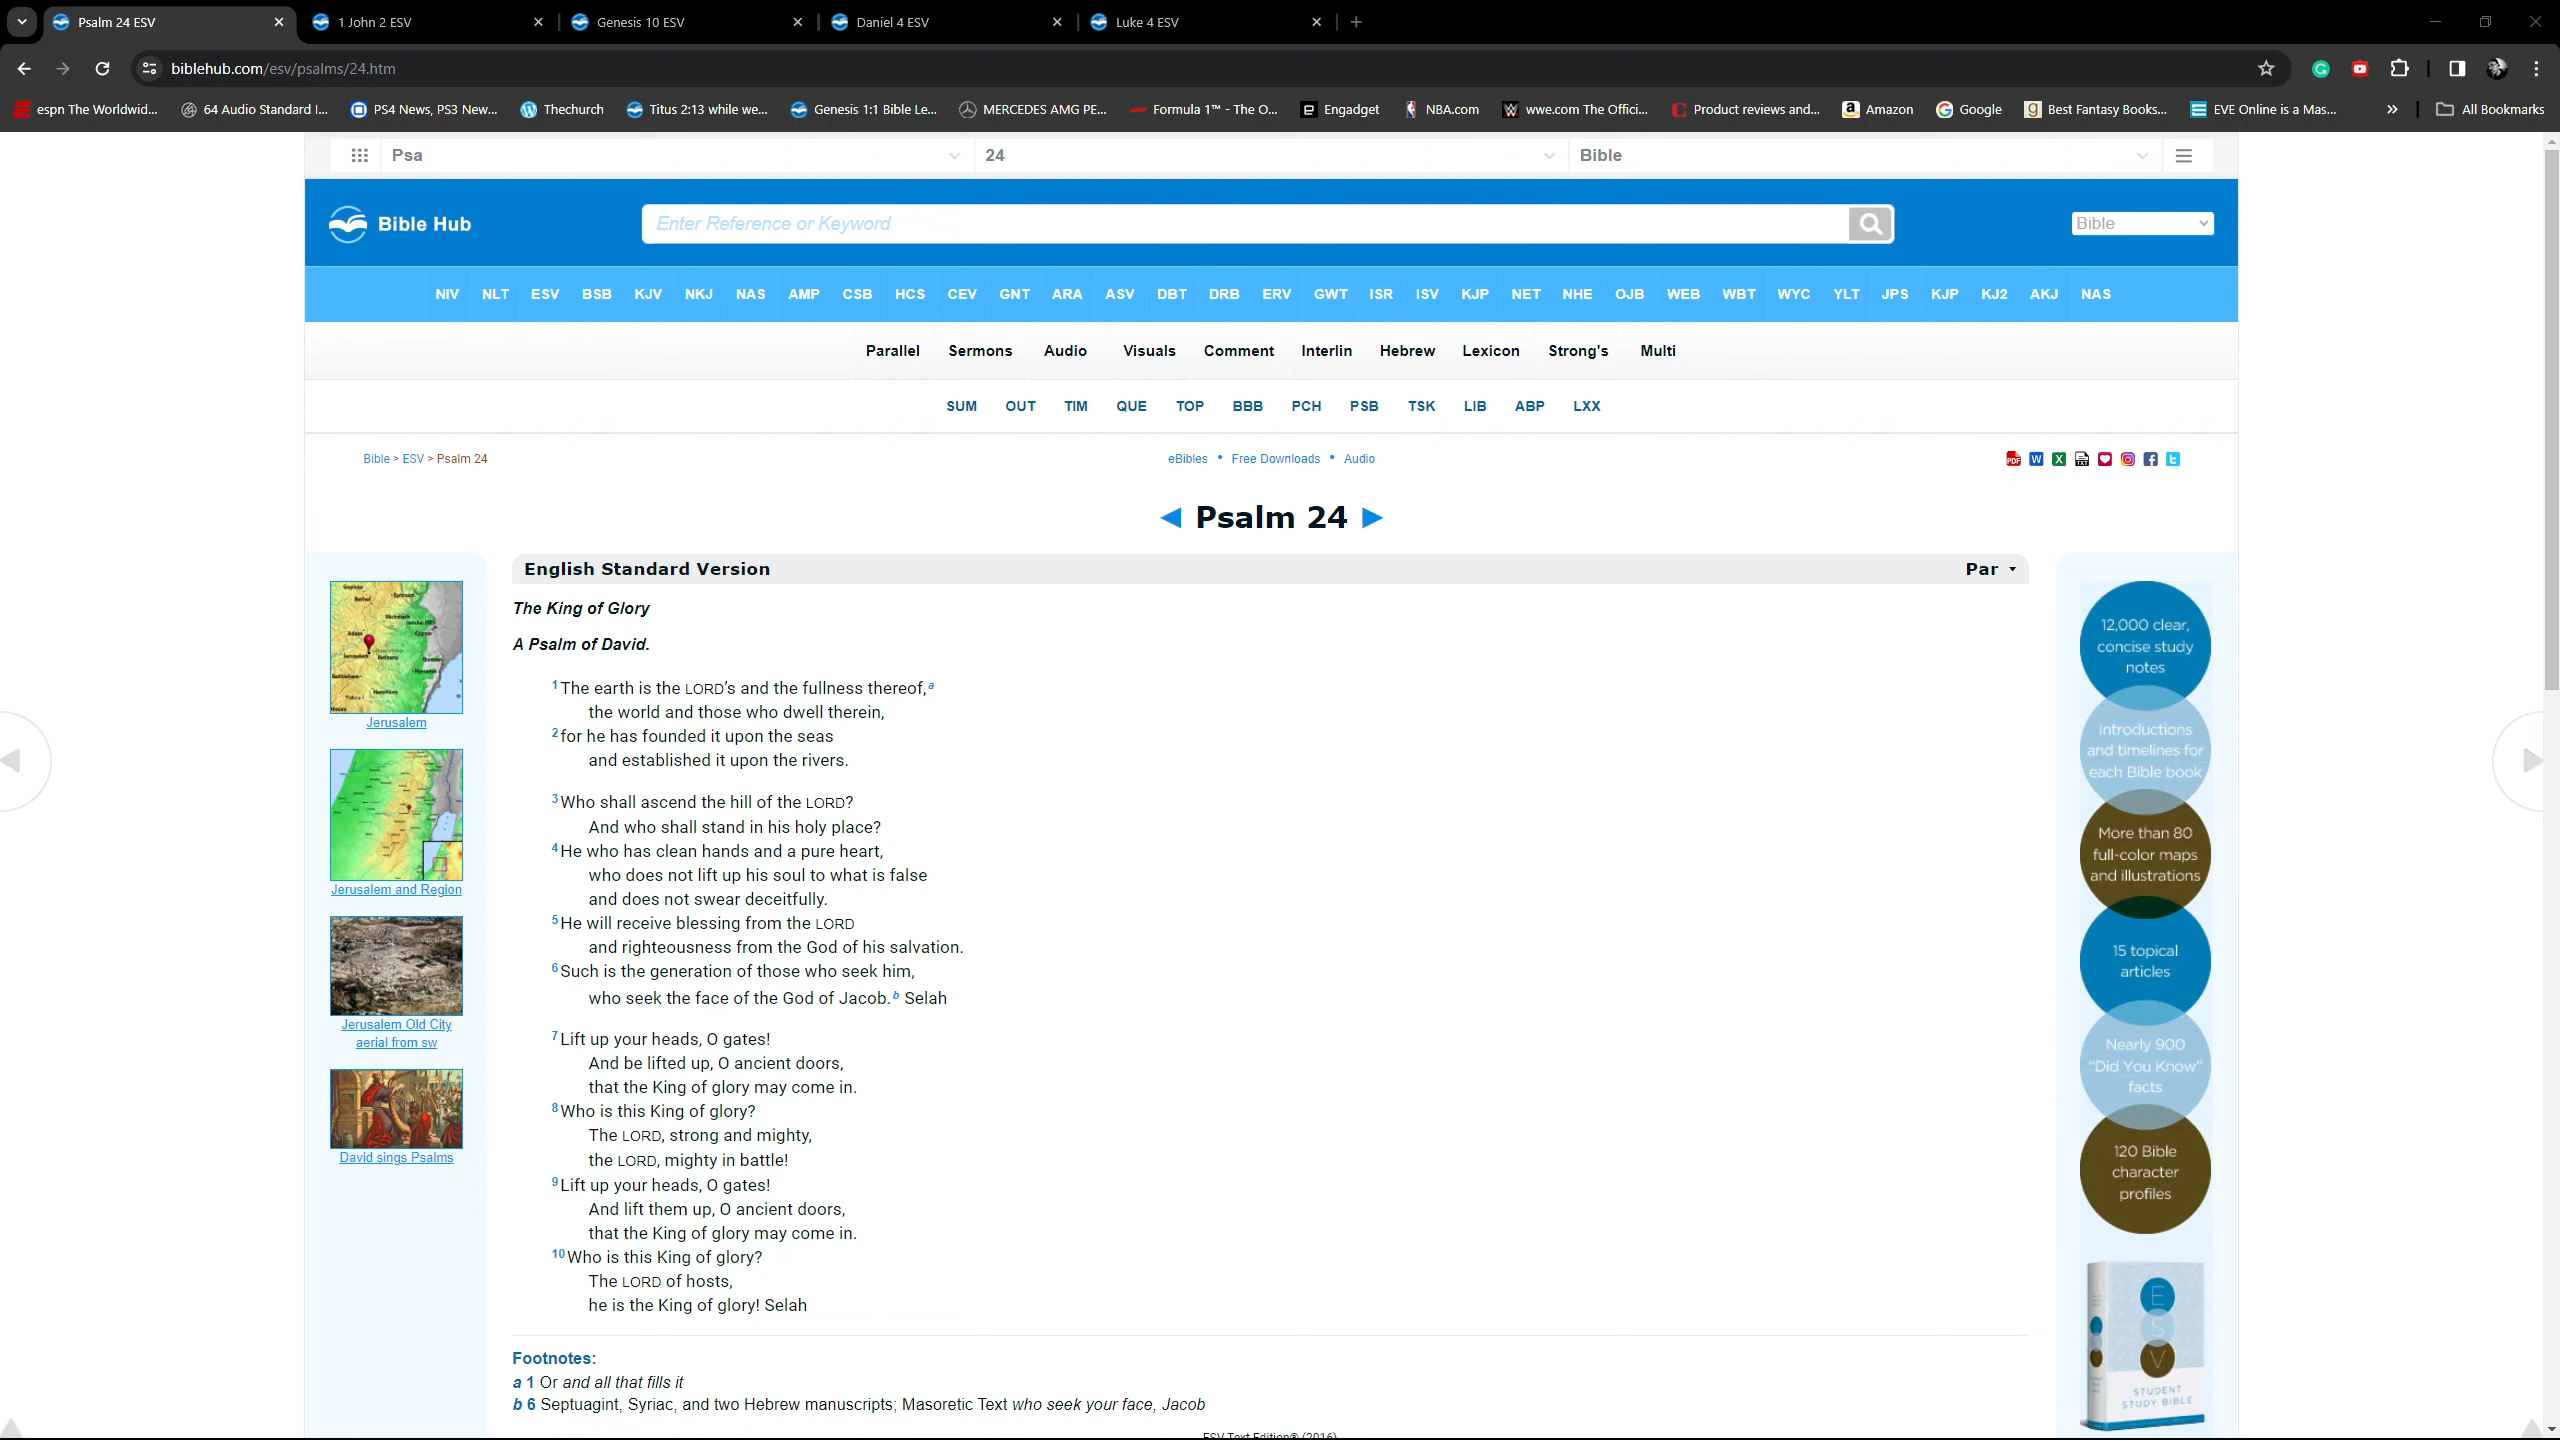 Psalm 24 ESV
1 John 2 ESV
Genesis 10 ESV
Daniel 4 ESV
Luke 4 ESV
biblehub.com/esv/psalms/24.htm
espn The Worldwid...
64 Audio Standard I...
PS4 News, PS3 New...
Thechurch
Titus 2:13 while we...
Genesis 1:1 Bible Le...
MERCEDES AMG PE...
Formula 1™ - The O...
Engadget
NBA.com
wwe.com The Offici...
Product reviews and...
Amazon
Google
Best Fantasy Books...
EVE Online is a Mas...
All Bookmarks
Psa
24
Bible
Bible Hub
Enter Reference or Keyword
Bible
NIV NLT ESV BSB KJV NKJ NAS AMP CSB HCS CEV GNT ARA ASV DBT DRB ERV GWT ISR ISV KJP NET NHE OJB WEB WBT WYC YLT JPS KJP KJ2 AKJ NAS
Parallel Sermons Audio Visuals Comment Interlin Hebrew Lexicon Strong's Multi
SUM OUT TIM QUE TOP BBB PCH PSB TSK LIB ABP LXX
Bible > ESV > Psalm 24
eBibles • Free Downloads • Audio
◄ Psalm 24 ►
English Standard Version
Par
The King of Glory
A Psalm of David.
1 The earth is the LORD's and the fullness thereof, a
the world and those who dwell therein,
2 for he has founded it upon the seas
and established it upon the rivers.
3 Who shall ascend the hill of the LORD?
And who shall stand in his holy place?
4 He who has clean hands and a pure heart,
who does not lift up his soul to what is false
and does not swear deceitfully.
5 He will receive blessing from the LORD
and righteousness from the God of his salvation.
6 Such is the generation of those who seek him,
who seek the face of the God of Jacob. b Selah
7 Lift up your heads, O gates!
And be lifted up, O ancient doors,
that the King of glory may come in.
8 Who is this King of glory?
The LORD, strong and mighty,
the LORD, mighty in battle!
9 Lift up your heads, O gates!
And lift them up, O ancient doors,
that the King of glory may come in.
10 Who is this King of glory?
The LORD of hosts,
he is the King of glory! Selah
Footnotes:
a 1 Or and all that fills it
b 6 Septuagint, Syriac, and two Hebrew manuscripts; Masoretic Text who seek your face, Jacob
ESV Text Edition® (2016)
Jerusalem
Jerusalem and Region
Jerusalem Old City
aerial from sw
David sings Psalms
12,000 clear,
concise study
notes
Introductions
and timelines for
each Bible book
More than 80
full-color maps
and illustrations
15 topical
articles
Nearly 900
"Did You Know"
facts
120 Bible
character
profiles
E
S
V
STUDENT
STUDY BIBLE